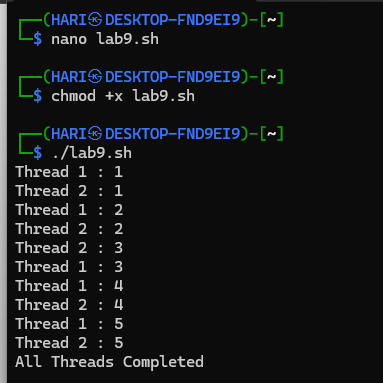 ┌──(HARI㉿DESKTOP-FND9EI9)-[~]
└─$ nano lab9.sh
┌──(HARI㉿DESKTOP-FND9EI9)-[~]
└─$ chmod +x lab9.sh
┌──(HARI㉿DESKTOP-FND9EI9)-[~]
└─$ ./lab9.sh
Thread 1 : 1
Thread 2 : 1
Thread 1 : 2
Thread 2 : 2
Thread 2 : 3
Thread 1 : 3
Thread 1 : 4
Thread 2 : 4
Thread 1 : 5
Thread 2 : 5
All Threads Completed